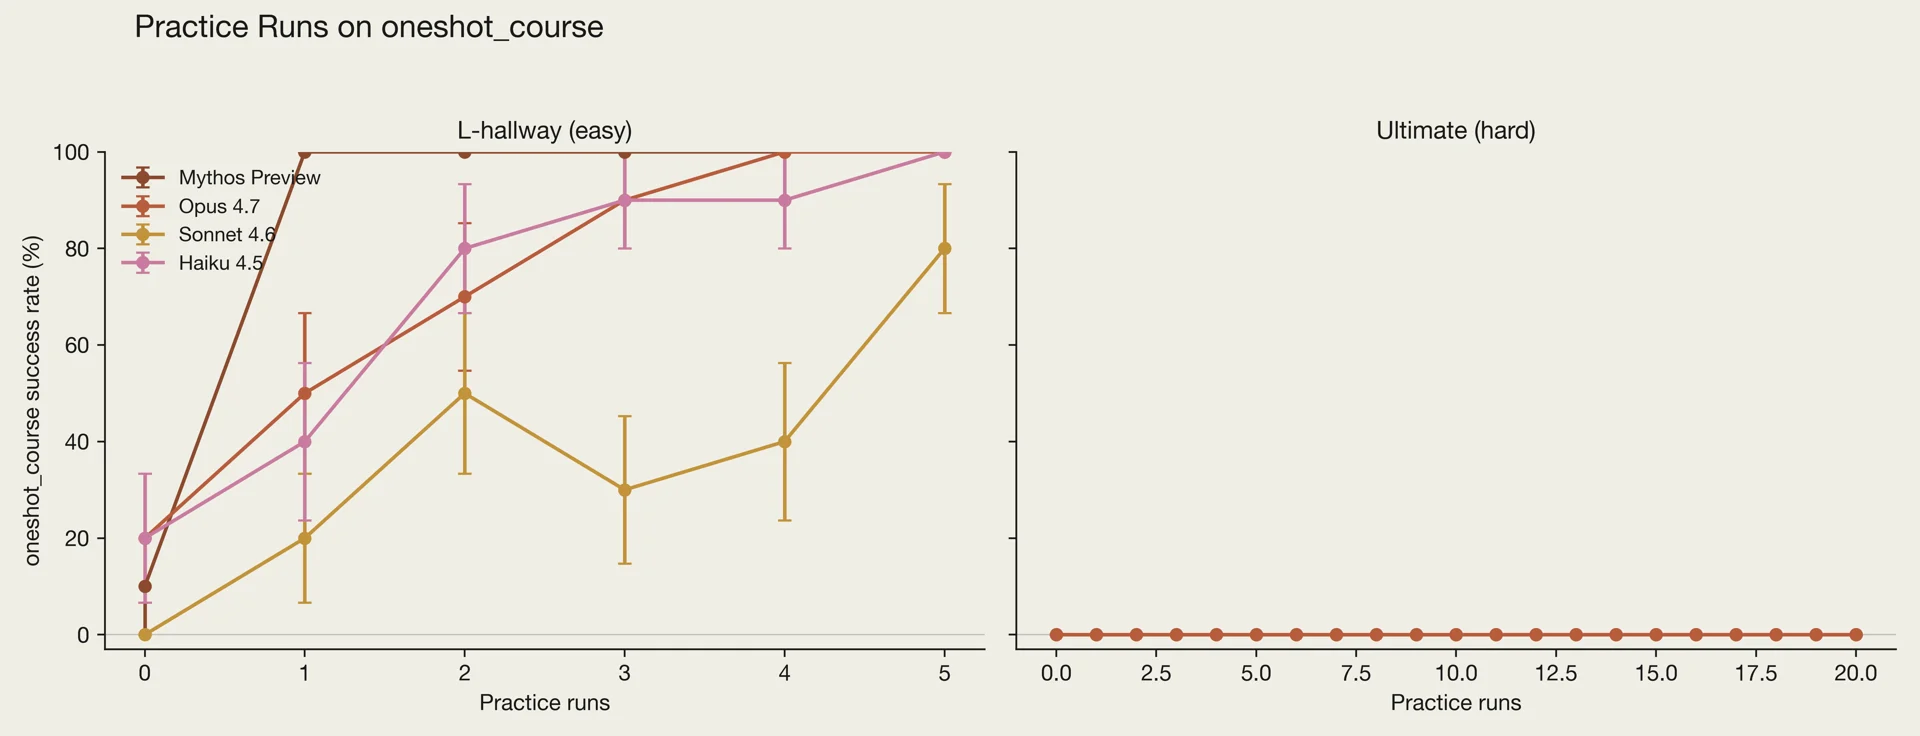 Practice Runs on oneshot_course
L-hallway (easy)
100
80
60
40
20
0
oneshot_course success rate (%)
Mythos Preview
Opus 4.7
Sonnet 4.6
Haiku 4.5
0 1 2 3 4 5
Practice runs
Ultimate (hard)
0.0 2.5 5.0 7.5 10.0 12.5 15.0 17.5 20.0
Practice runs